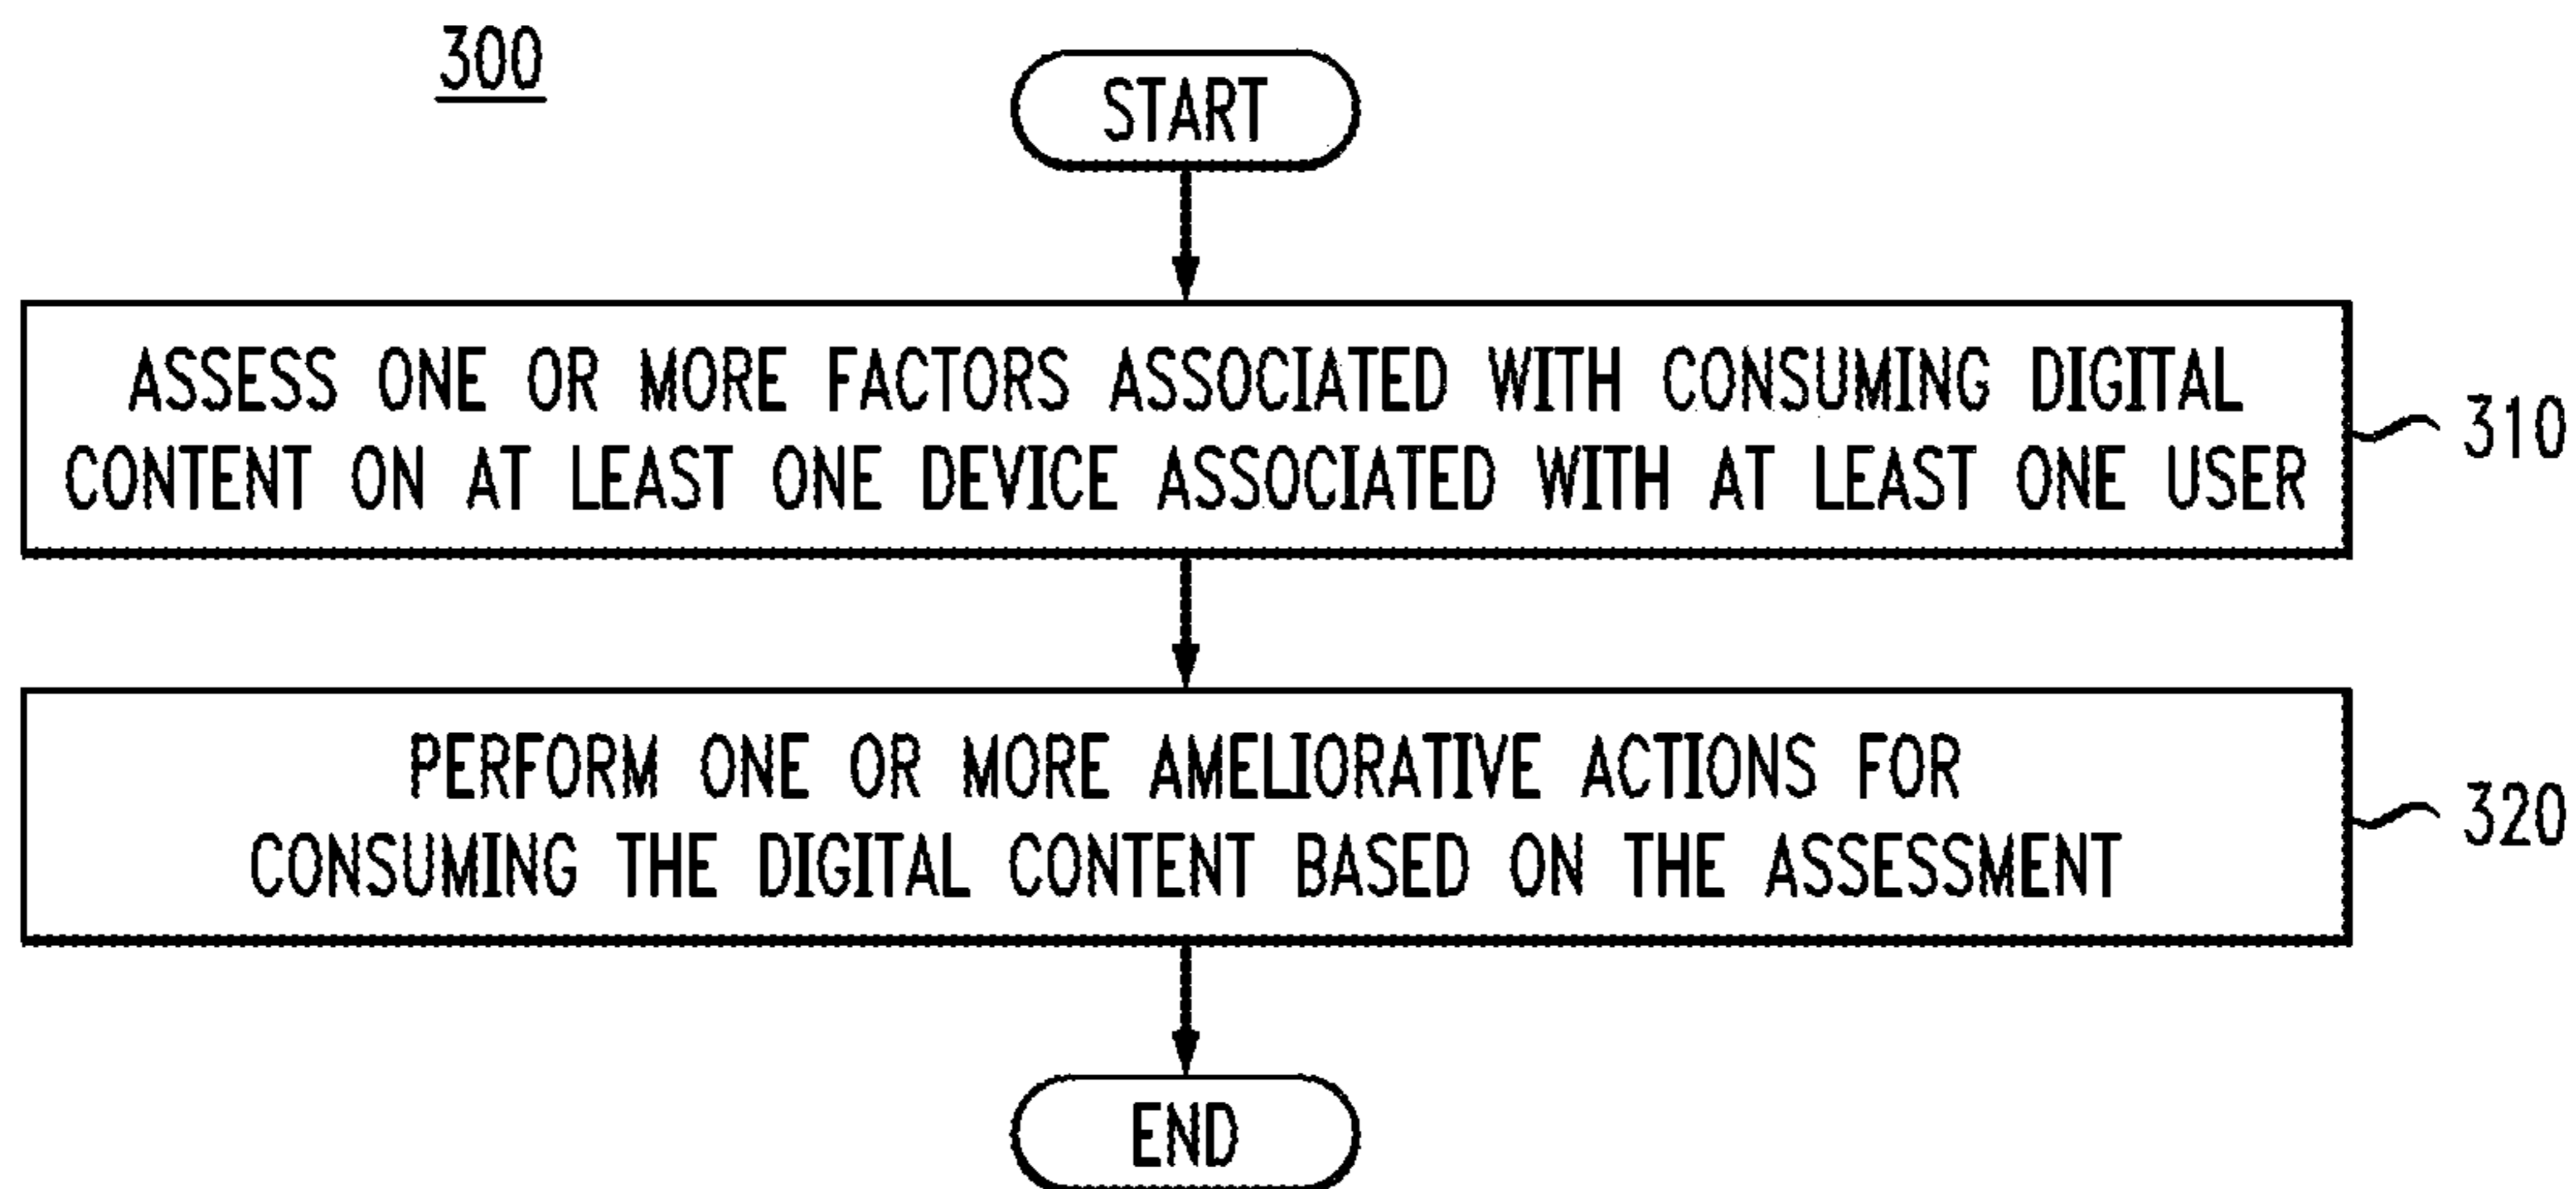 300
START
ASSESS ONE OR MORE FACTORS ASSOCIATED WITH CONSUMING DIGITAL
CONTENT ON AT LEAST ONE DEVICE ASSOCIATED WITH AT LEAST ONE USER
310
PERFORM ONE OR MORE AMELIORATIVE ACTIONS FOR
CONSUMING THE DIGITAL CONTENT BASED ON THE ASSESSMENT
320
END